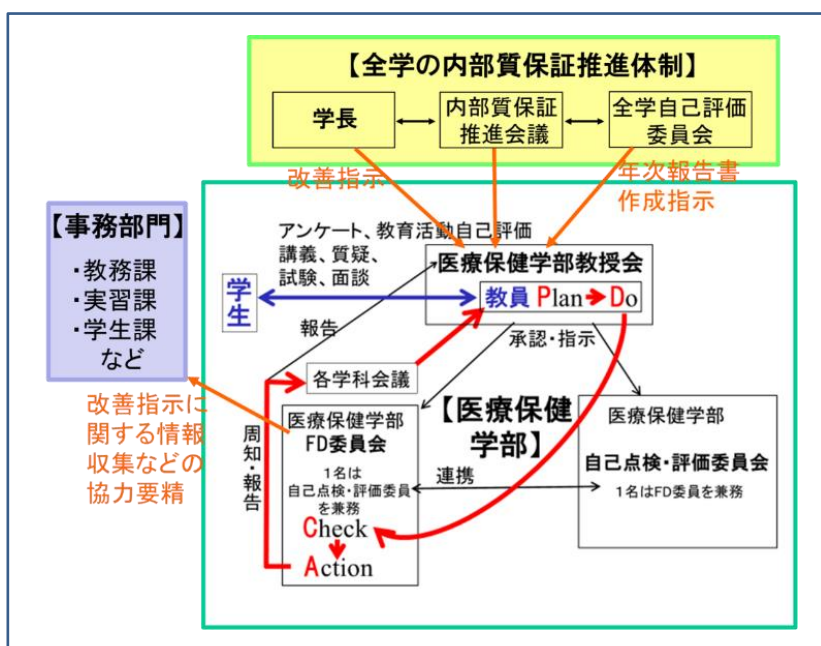 【全学の内部質保証推進体制】
学長
内部質保証
推進会議
全学自己評価
委員会
改善指示
年次報告書
作成指示
【事務部門】
・教務課
・実習課
・学生課
など
アンケート、教育活動自己評価
講義、質疑、
試験、面談
医療保健学部教授会
学生
教員 Plan Do
報告
承認・指示
各学科会議
【医療保健
学部】
改善指示に
関する情報
収集などの
協力要精
周知・報告
医療保健学部
FD委員会
1名は
自己点検・評価委員
を兼務
Check
Action
連携
医療保健学部
自己点検・評価委員会
1名はFD委員を兼務